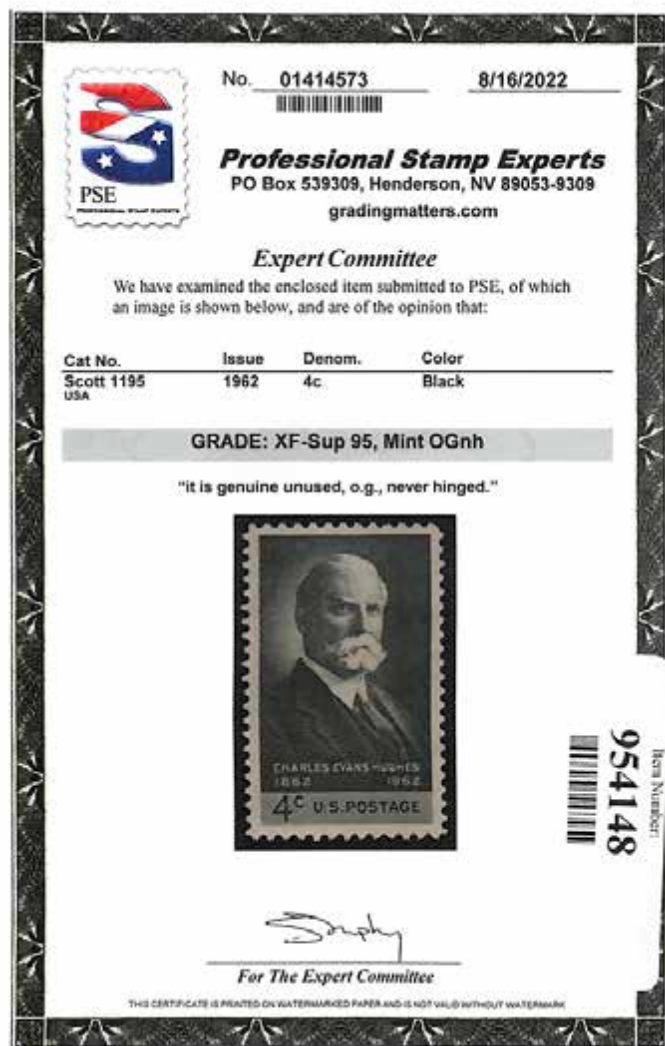 No. 01414573 8/16/2022
PSE
PROFESSIONAL STAMP EXPERTS
Professional Stamp Experts
PO Box 539309, Henderson, NV 89053-9309
gradingmatters.com
Expert Committee
We have examined the enclosed item submitted to PSE, of which
an image is shown below, and are of the opinion that:
Cat No. Issue Denom. Color
Scott 1195 1962 4c Black
USA
GRADE: XF-Sup 95, Mint OGnh
"it is genuine unused, o.g., never hinged."
CHARLES EVANS HUGHES
1862 1962
4c U.S. POSTAGE
Item Number:
954148
For The Expert Committee
THIS CERTIFICATE IS PRINTED ON WATERMARKED PAPER AND IS NOT VALID WITHOUT WATERMARK